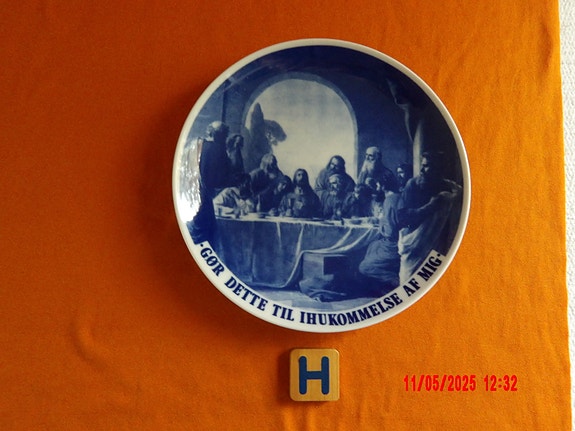 ·GØR DETTE TIL IHUKOMMELSE AF MIG·
H
11/05/2025 12:32